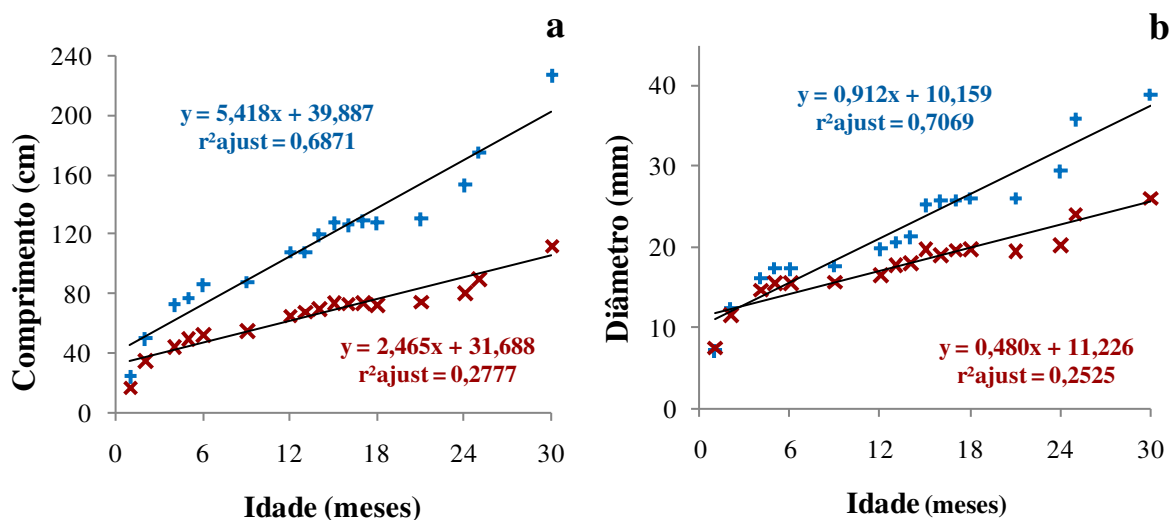 a
Comprimento (cm)
240
200
160
120
80
40
0
y = 5,418x + 39,887
r²ajust = 0,6871
y = 2,465x + 31,688
r²ajust = 0,2777
0 6 12 18 24 30
Idade (meses)
b
Diâmetro (mm)
40
30
20
10
0
y = 0,912x + 10,159
r²ajust = 0,7069
y = 0,480x + 11,226
r²ajust = 0,2525
0 6 12 18 24 30
Idade (meses)